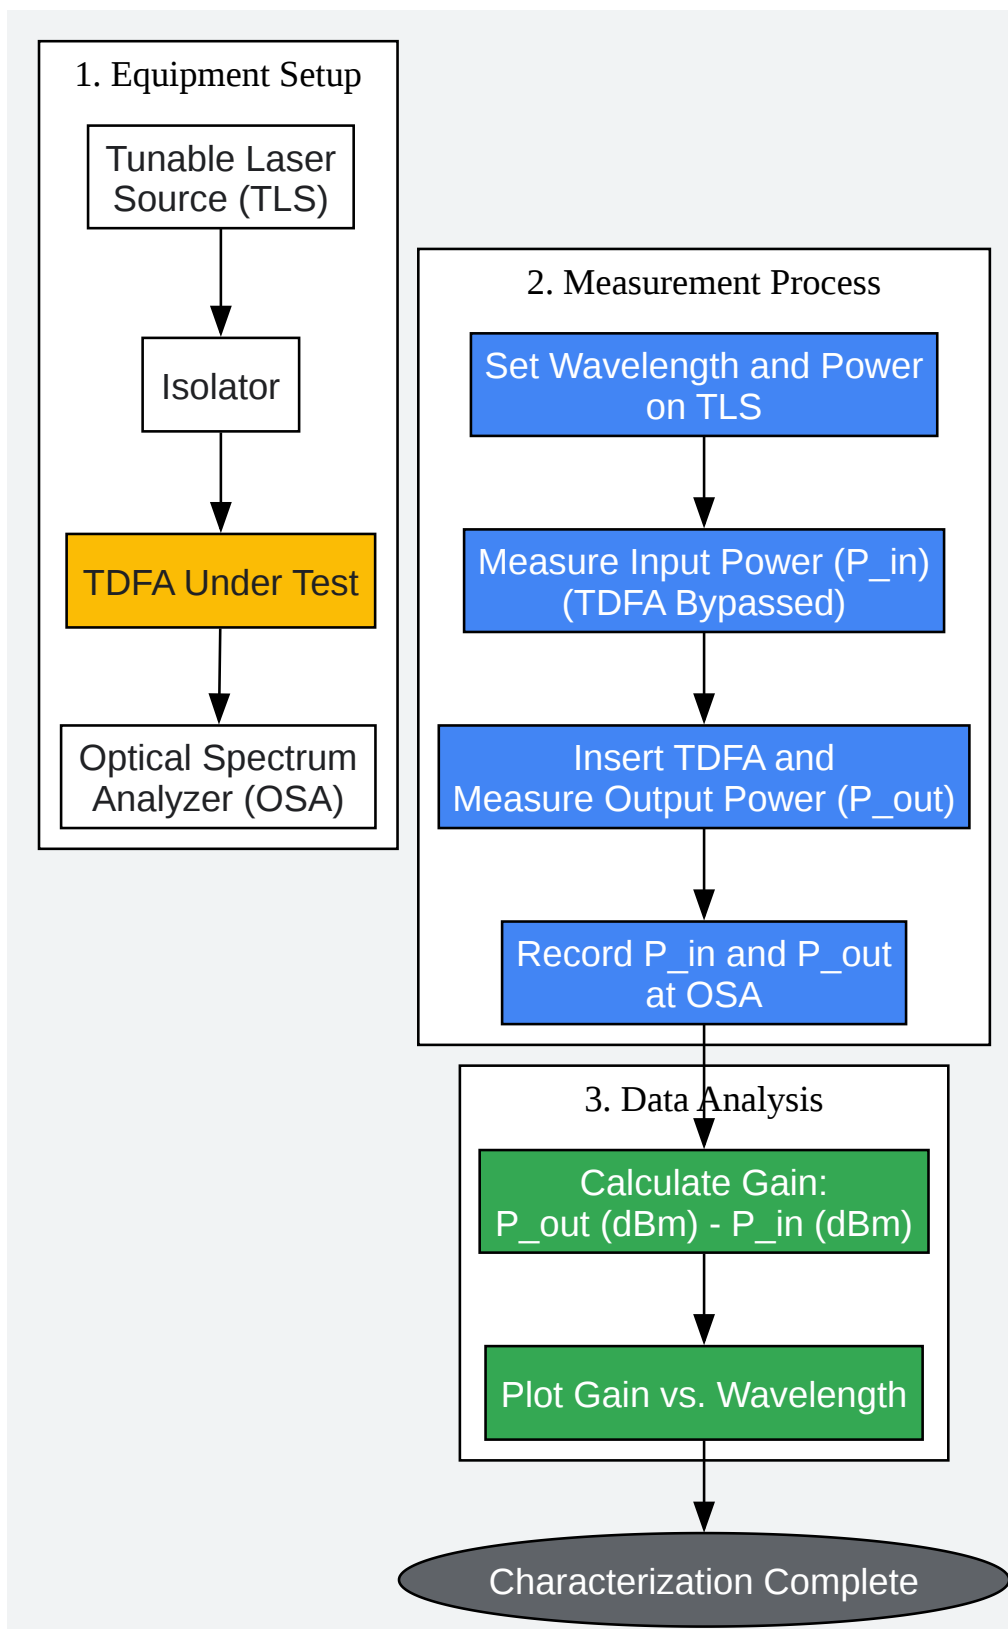 1. Equipment Setup
Tunable Laser
Source (TLS)
Isolator
TDFA Under Test
Optical Spectrum
Analyzer (OSA)
2. Measurement Process
Set Wavelength and Power
on TLS
Measure Input Power (P_in)
(TDFA Bypassed)
Insert TDFA and
Measure Output Power (P_out)
Record P_in and P_out
at OSA
3. Data Analysis
Calculate Gain:
P_out (dBm) - P_in (dBm)
Plot Gain vs. Wavelength
Characterization Complete